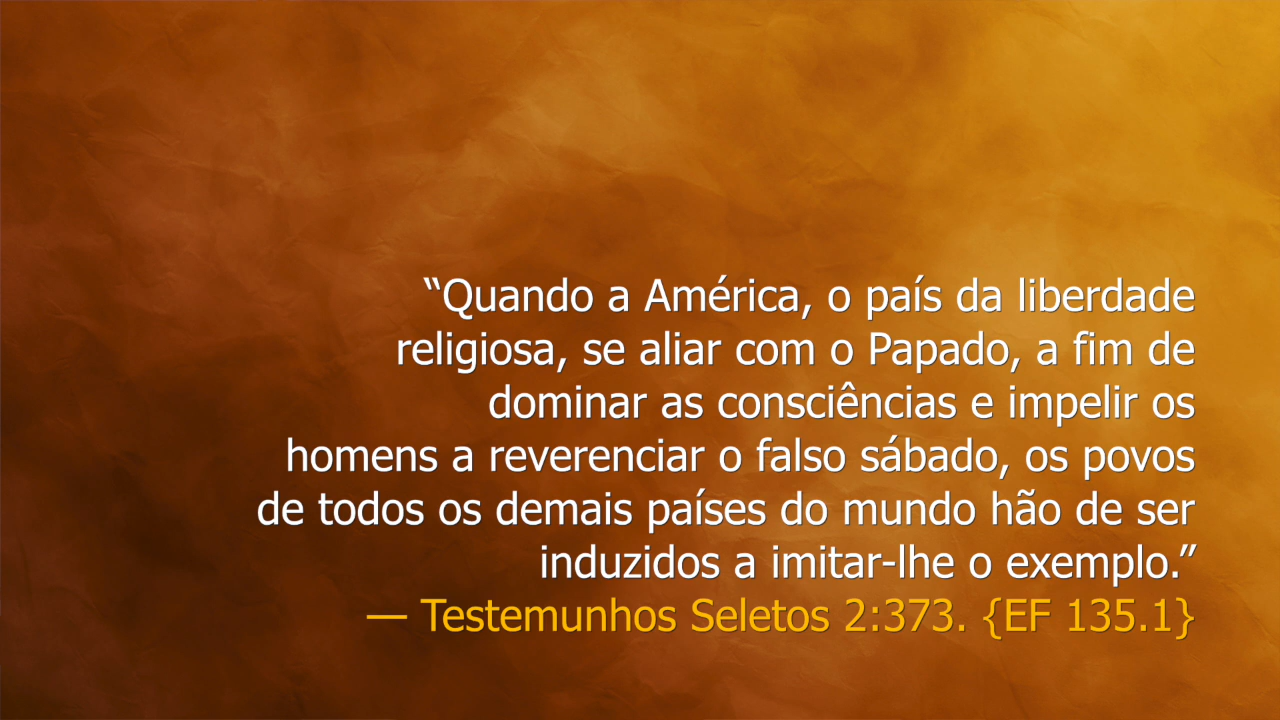 “Quando a América, o país da liberdade
religiosa, se aliar com o Papado, a fim de
dominar as consciências e impelir os
homens a reverenciar o falso sábado, os povos
de todos os demais países do mundo hão de ser
induzidos a imitar-lhe o exemplo.”
— Testemunhos Seletos 2:373. {EF 135.1}